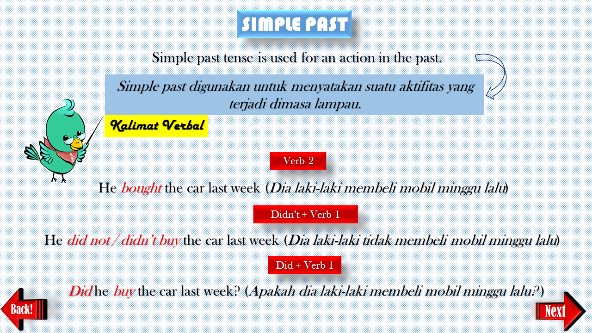 SIMPLE PAST
Simple past tense is used for an action in the past.
Simple past digunakan untuk menyatakan suatu aktifitas yang
terjadi dimasa lampau.
Kalimat Verbal
Verb 2
He bought the car last week (Dia laki-laki membeli mobil minggu lalu)
Didn't + Verb 1
He did not / didn't buy the car last week (Dia laki-laki tidak membeli mobil minggu lalu)
Did + Verb 1
Did he buy the car last week? (Apakah dia laki-laki membeli mobil minggu lalu?)
Back!
Next